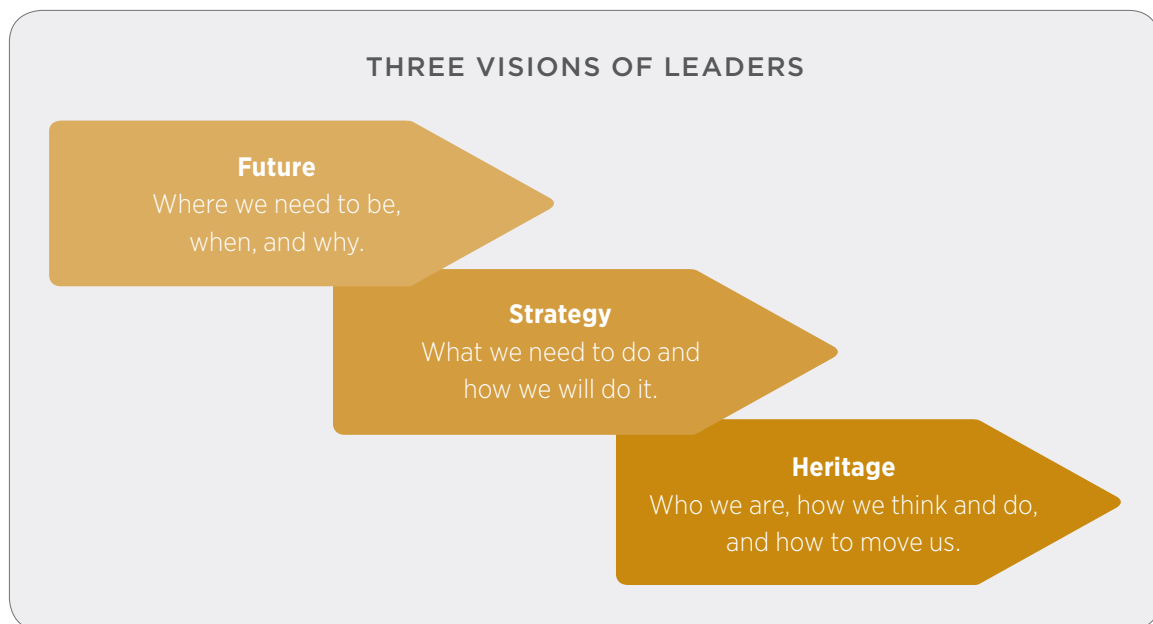 THREE VISIONS OF LEADERS
Future
Where we need to be,
when, and why.
Strategy
What we need to do and
how we will do it.
Heritage
Who we are, how we think and do,
and how to move us.